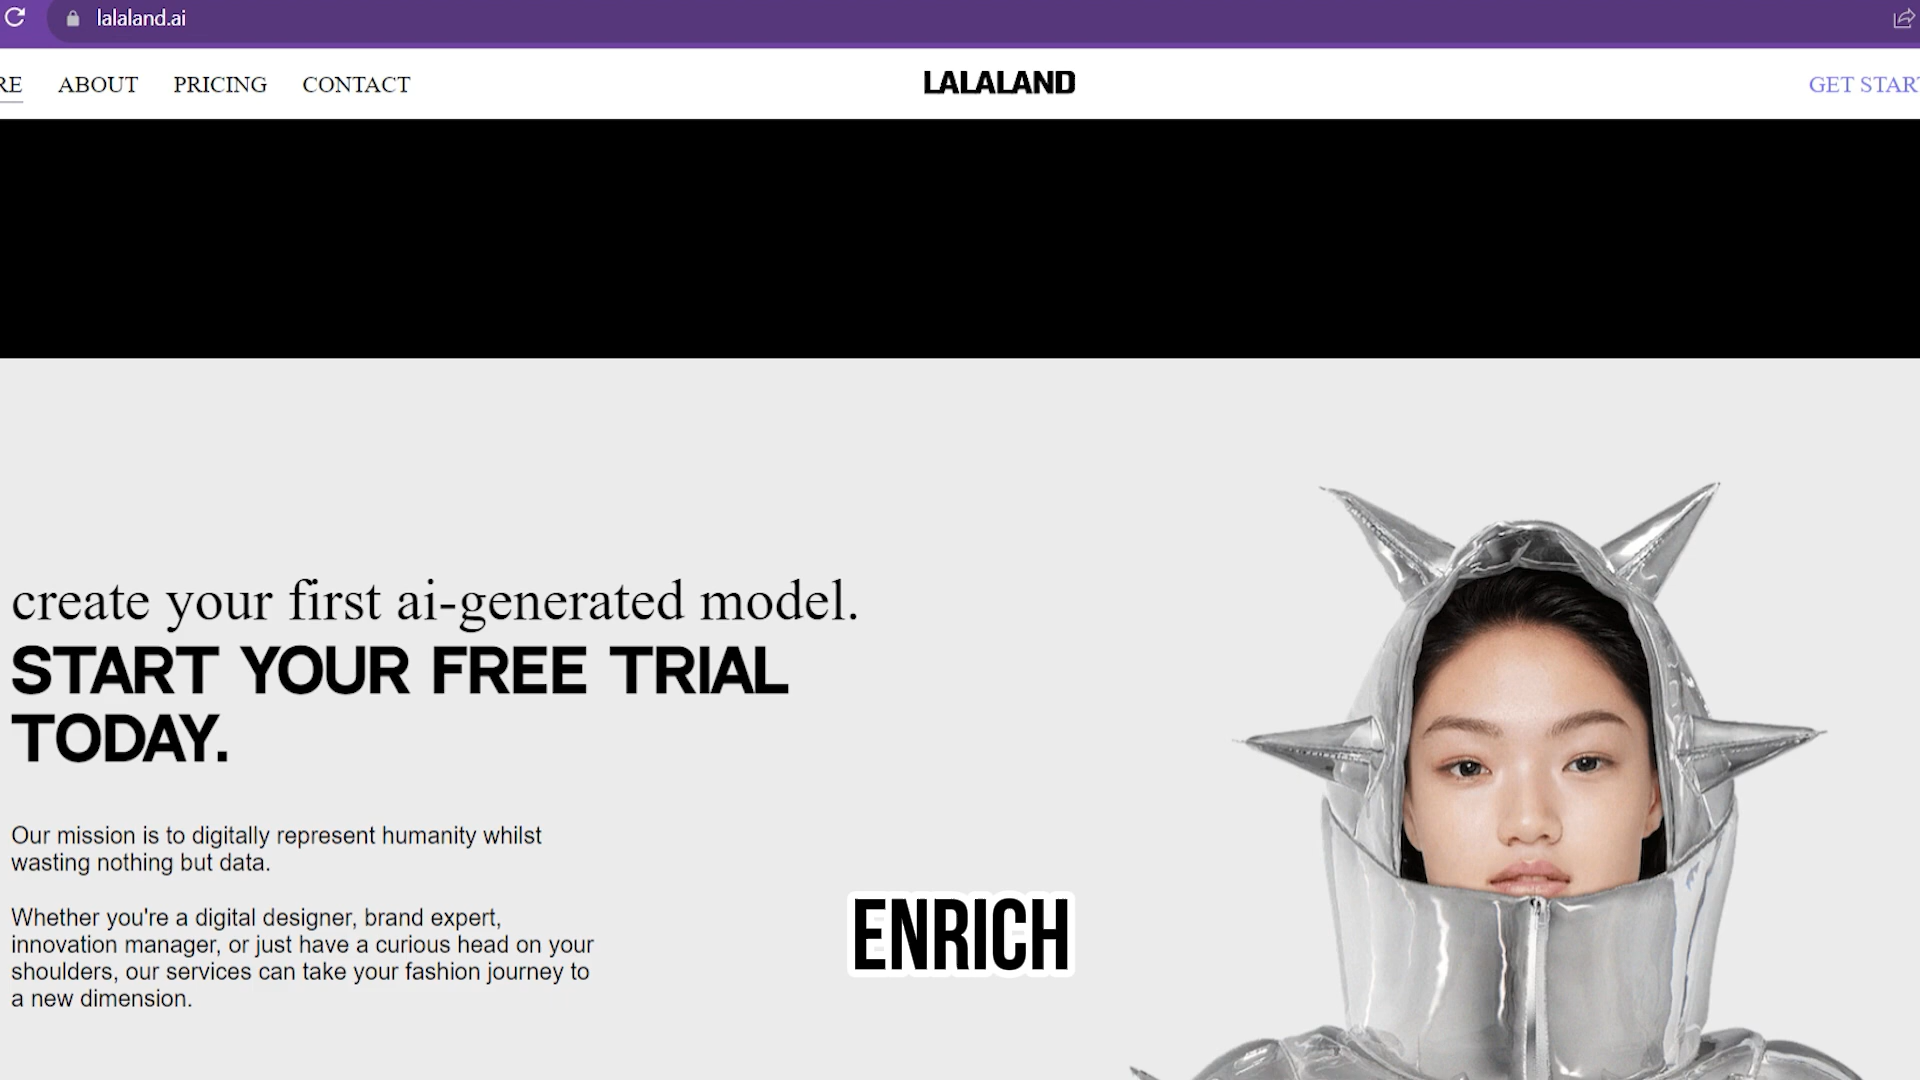 lalaland.ai
RE ABOUT PRICING CONTACT LALALAND GET START
create your first ai-generated model.
START YOUR FREE TRIAL
TODAY.
Our mission is to digitally represent humanity whilst
wasting nothing but data.
Whether you're a digital designer, brand expert,
innovation manager, or just have a curious head on your
shoulders, our services can take your fashion journey to
a new dimension.
ENRICH